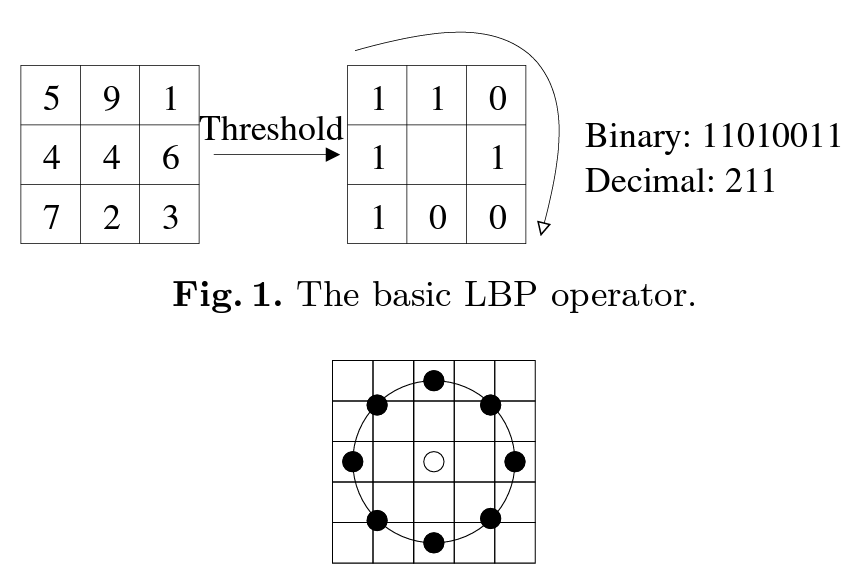 5 9 1
4 4 6
7 2 3
Threshold
1 1 0
1 1
1 0 0
Binary: 11010011
Decimal: 211
Fig. 1. The basic LBP operator.